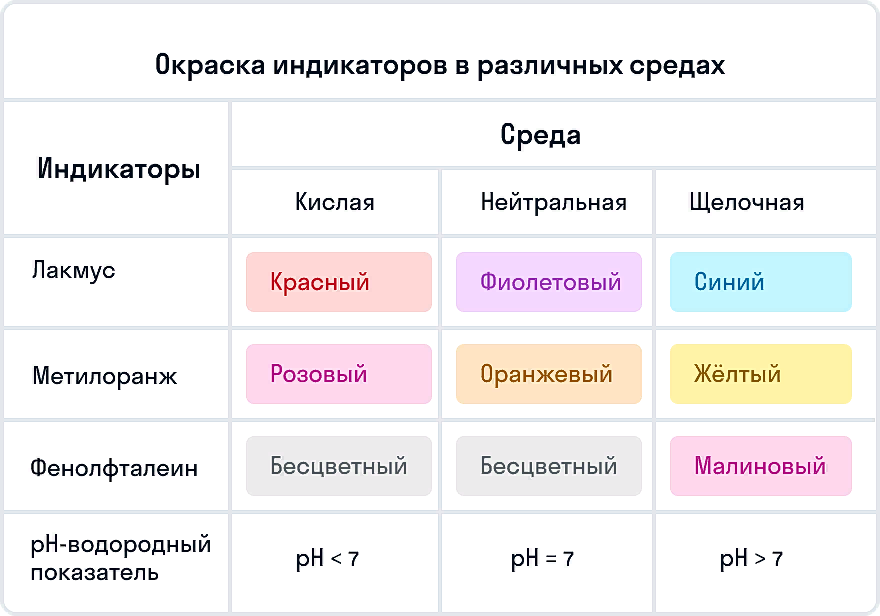 Окраска индикаторов в различных средах
Индикаторы
Среда
Кислая
Нейтральная
Щелочная
Лакмус
Красный
Фиолетовый
Синий
Метилоранж
Розовый
Оранжевый
Жёлтый
Фенолфталеин
Бесцветный
Бесцветный
Малиновый
pH-водородный
показатель
pH < 7
pH = 7
pH > 7